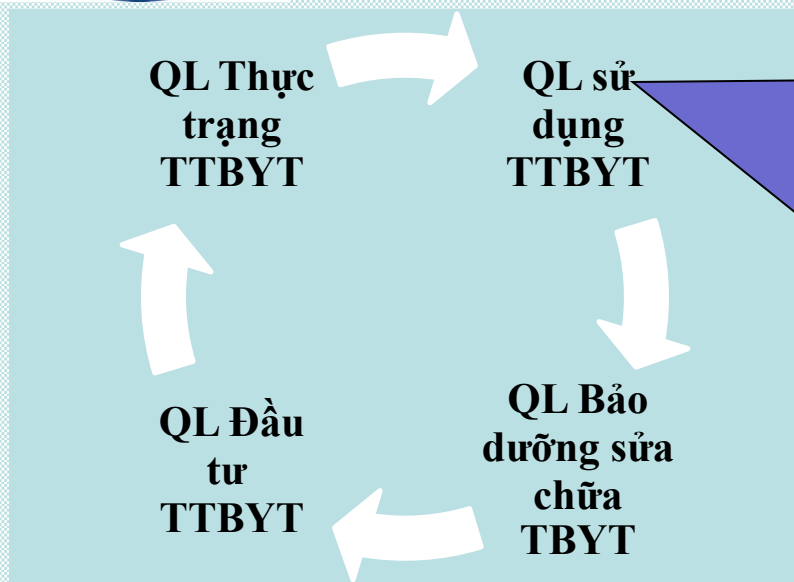 QL Thực
trạng
TTBYT
QL sử
dụng
TTBYT
QL Bảo
dưỡng sửa
chữa
TBYT
QL Đầu
tư
TTBYT